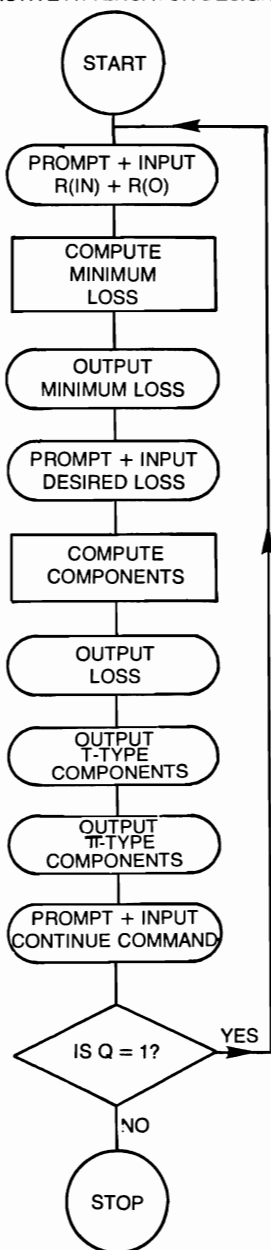 START
PROMPT + INPUT
R(IN) + R(O)
COMPUTE
MINIMUM
LOSS
OUTPUT
MINIMUM LOSS
PROMPT + INPUT
DESIRED LOSS
COMPUTE
COMPONENTS
OUTPUT
LOSS
OUTPUT
T-TYPE
COMPONENTS
OUTPUT
π-TYPE
COMPONENTS
PROMPT + INPUT
CONTINUE COMMAND
IS Q = 1?
YES
NO
STOP